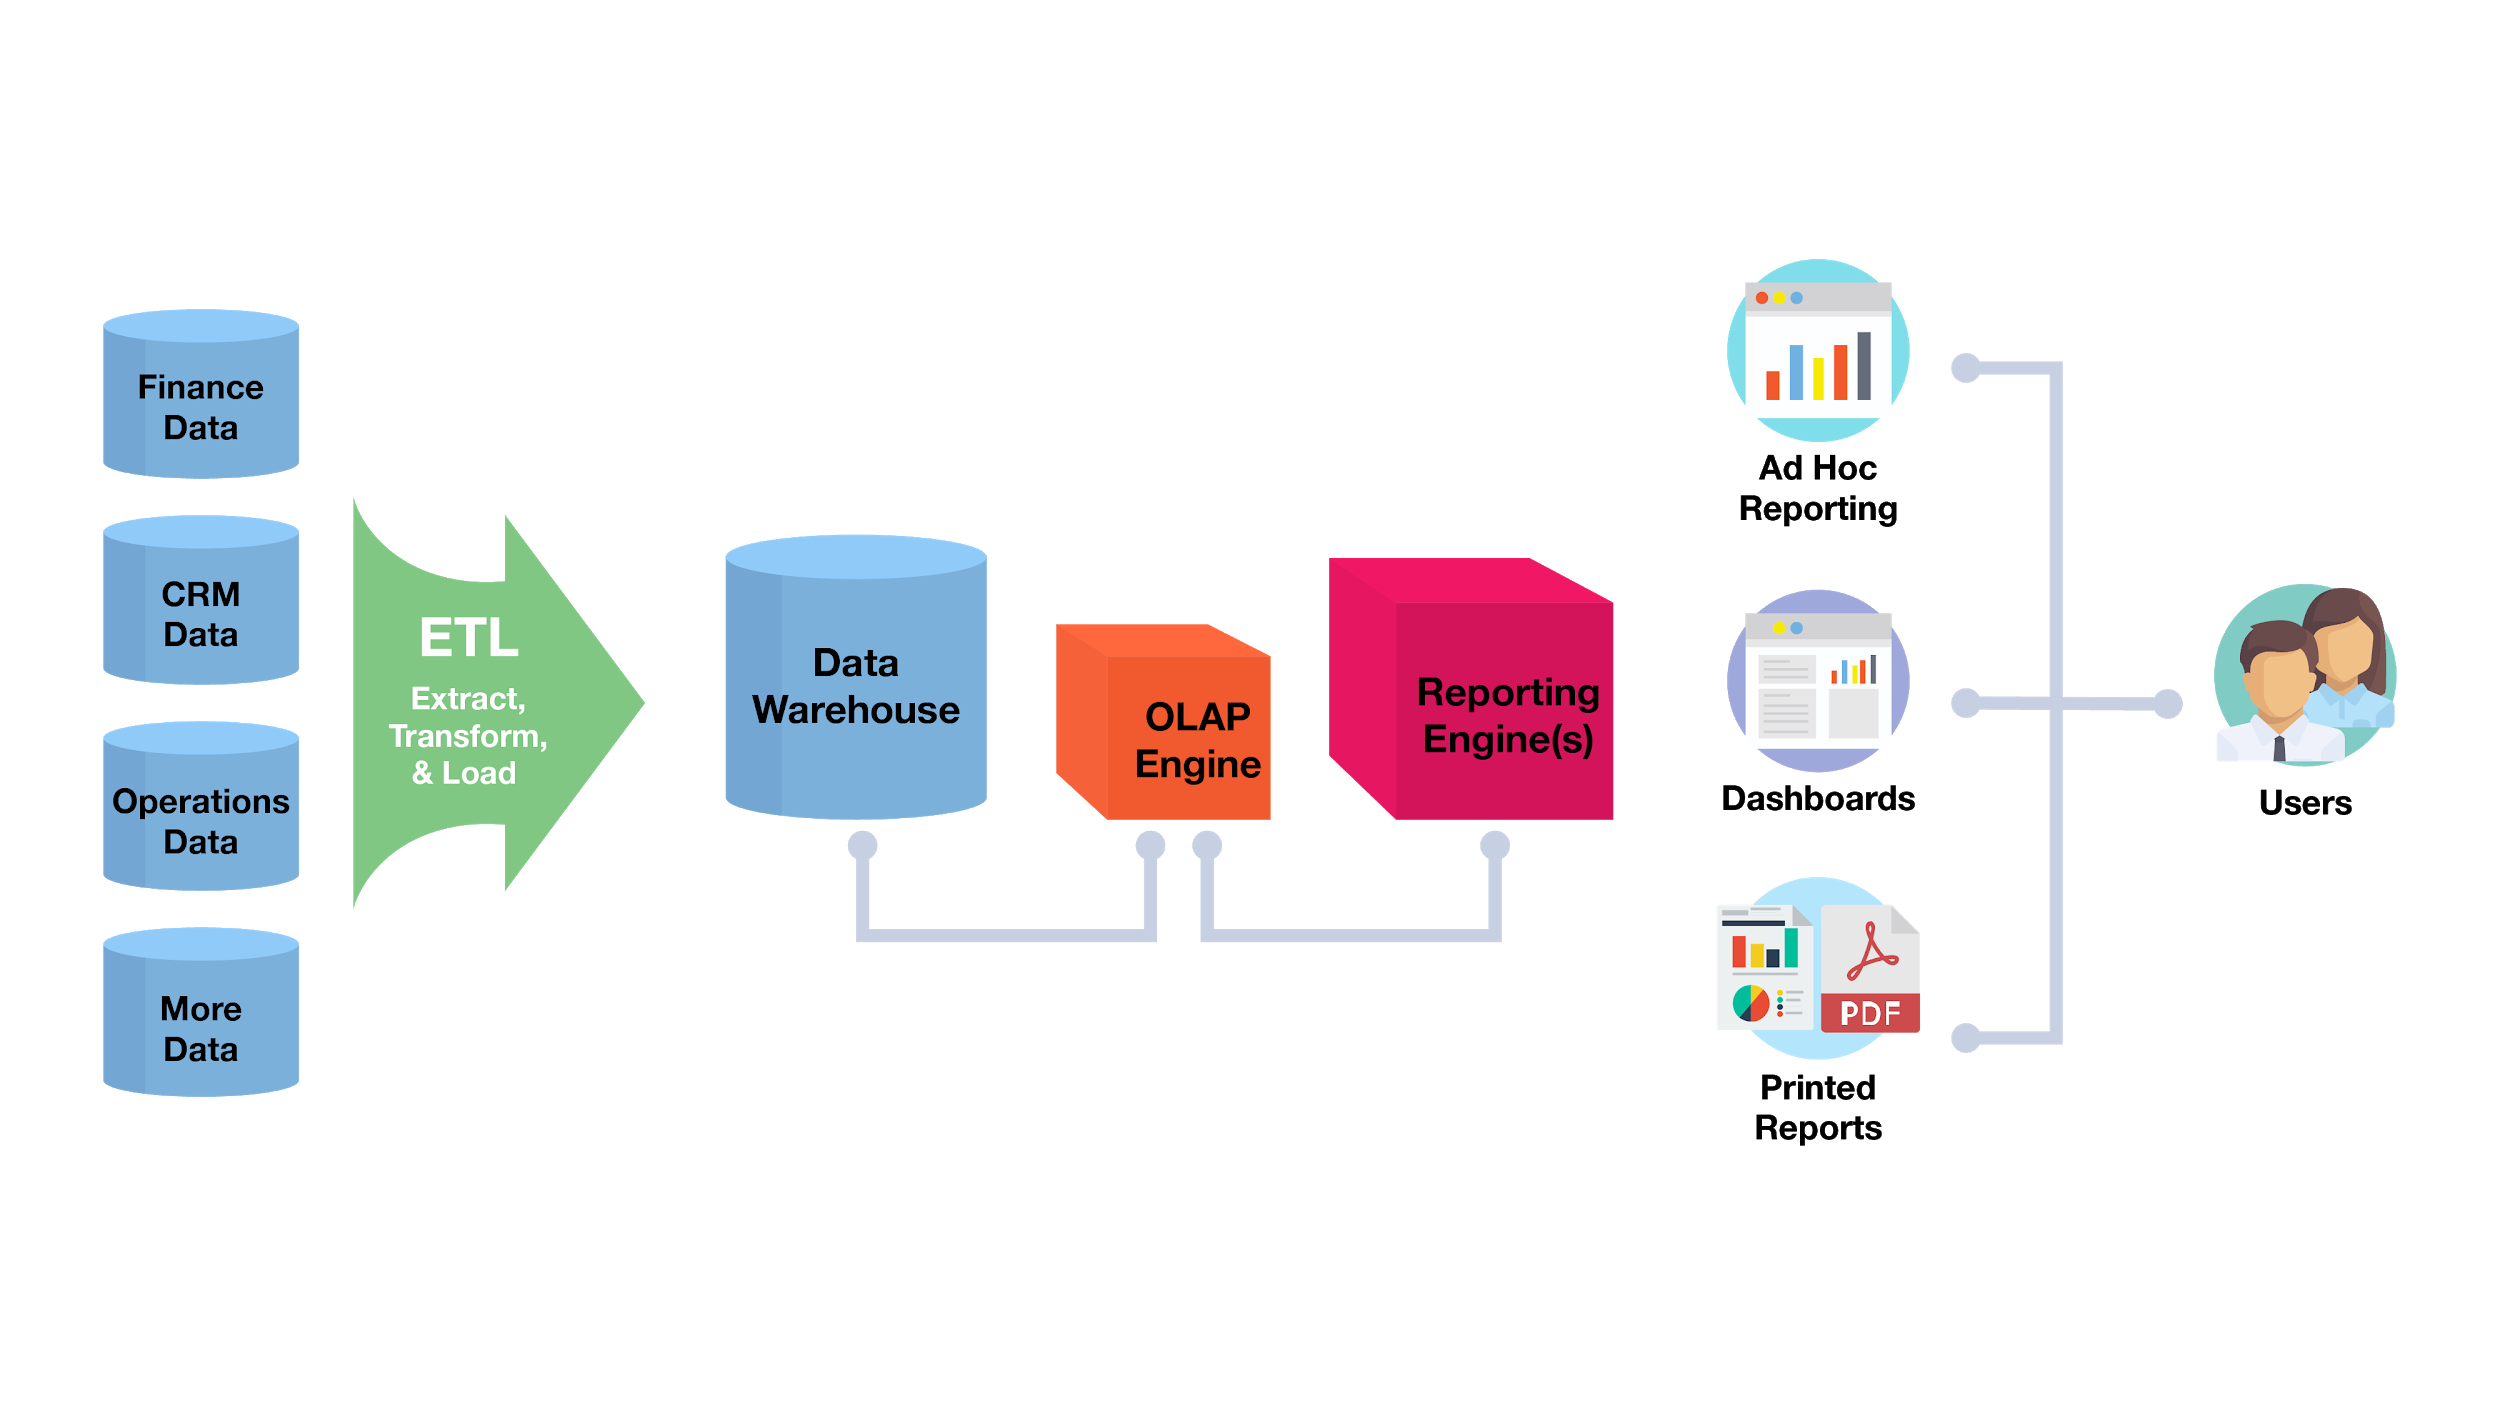 Finance
Data
CRM
Data
Operations
Data
More
Data
ETL
Extract,
Transform,
& Load
Data
Warehouse
OLAP
Engine
Reporting
Engine(s)
Ad Hoc
Reporting
Dashboards
PDF
Printed
Reports
Users